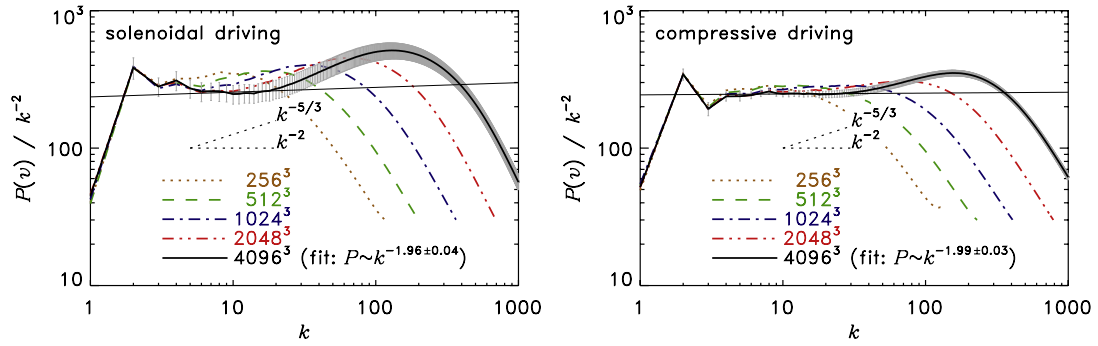 solenoidal driving
P(v) / k⁻²
10³
100
10
k⁻⁵/³
k⁻²
256³
512³
1024³
2048³
4096³ (fit: P~k⁻¹·⁹⁶±⁰·⁰⁴)
1 10 100 1000
k
compressive driving
P(v) / k⁻²
10³
100
10
k⁻⁵/³
k⁻²
256³
512³
1024³
2048³
4096³ (fit: P~k⁻¹·⁹⁹±⁰·⁰³)
1 10 100 1000
k